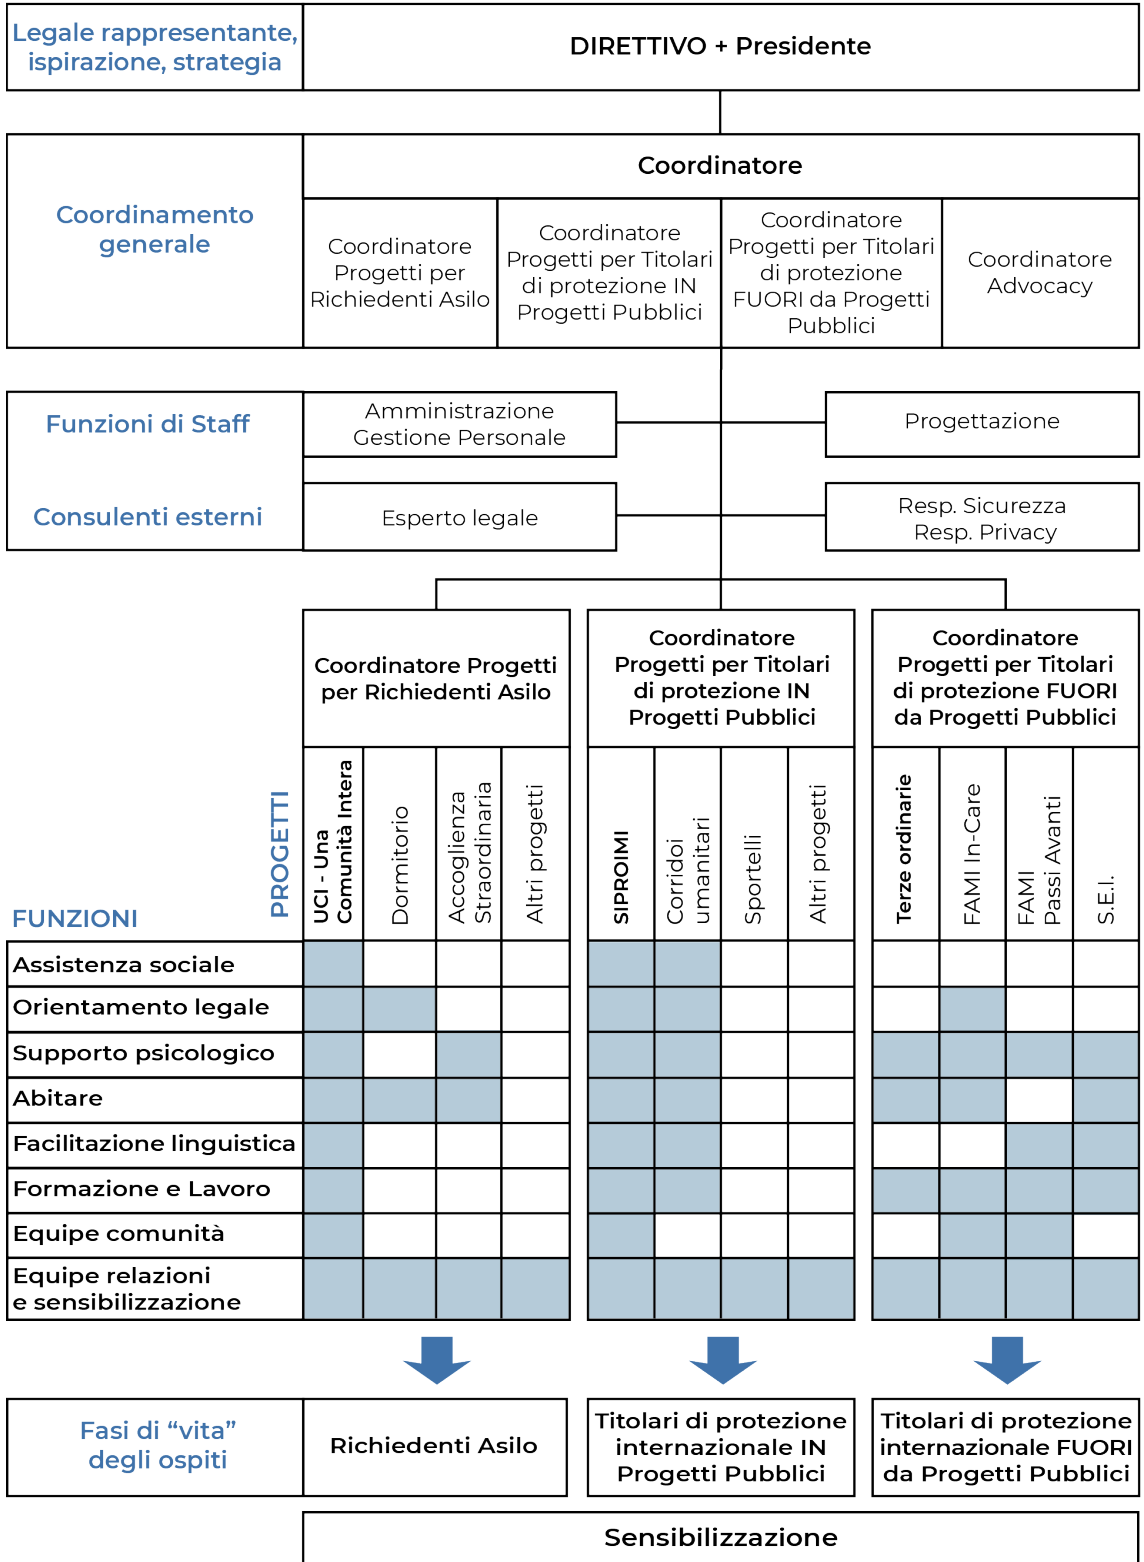 Legale rappresentante,
ispirazione, strategia
DIRETTIVO + Presidente
Coordinamento
generale
Coordinatore
Coordinatore
Progetti per
Richiedenti Asilo
Coordinatore
Progetti per Titolari
di protezione IN
Progetti Pubblici
Coordinatore
Progetti per Titolari
di protezione
FUORI da Progetti
Pubblici
Coordinatore
Advocacy
Funzioni di Staff
Amministrazione
Gestione Personale
Progettazione
Consulenti esterni
Esperto legale
Resp. Sicurezza
Resp. Privacy
Coordinatore Progetti
per Richiedenti Asilo
Coordinatore
Progetti per Titolari
di protezione IN
Progetti Pubblici
Coordinatore
Progetti per Titolari
di protezione FUORI
da Progetti Pubblici
PROGETTI
UCI - Una
Comunità Intera
Dormitorio
Accoglienza
Straordinaria
Altri progetti
SIPROIMI
Corridoi
umanitari
Sportelli
Altri progetti
Terze ordinarie
FAMI In-Care
FAMI
Passi Avanti
S.E.I.
FUNZIONI
Assistenza sociale
Orientamento legale
Supporto psicologico
Abitare
Facilitazione linguistica
Formazione e Lavoro
Equipe comunità
Equipe relazioni
e sensibilizzazione
Fasi di “vita”
degli ospiti
Richiedenti Asilo
Titolari di protezione
internazionale IN
Progetti Pubblici
Titolari di protezione
internazionale FUORI
da Progetti Pubblici
Sensibilizzazione